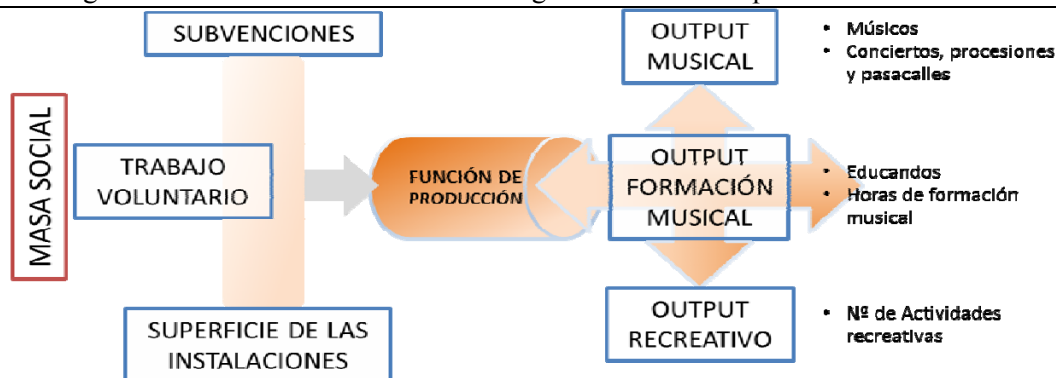 SUBVENCIONES
MASA SOCIAL
TRABAJO
VOLUNTARIO
SUPERFICIE DE LAS
INSTALACIONES
FUNCIÓN DE
PRODUCCIÓN
OUTPUT
MUSICAL
• Músicos
• Conciertos, procesiones
y pasacalles
OUTPUT
FORMACIÓN
MUSICAL
• Educandos
• Horas de formación
musical
OUTPUT
RECREATIVO
• Nº de Actividades
recreativas